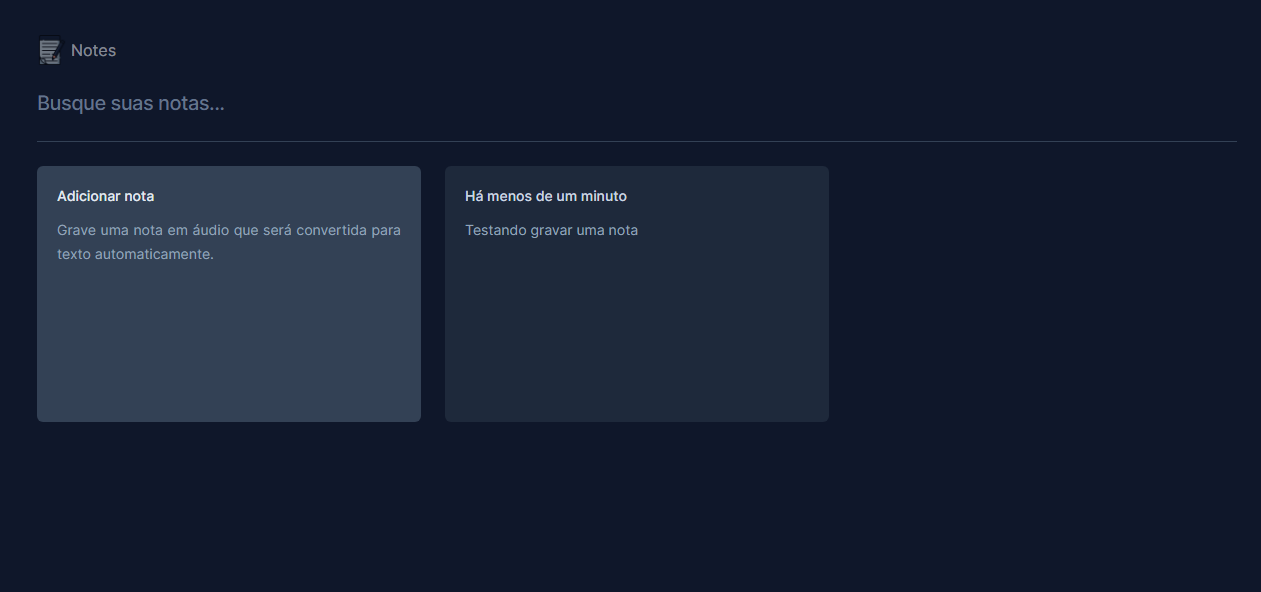 Notes
Busque suas notas...
Adicionar nota
Grave uma nota em áudio que será convertida para
texto automaticamente.
Há menos de um minuto
Testando gravar uma nota